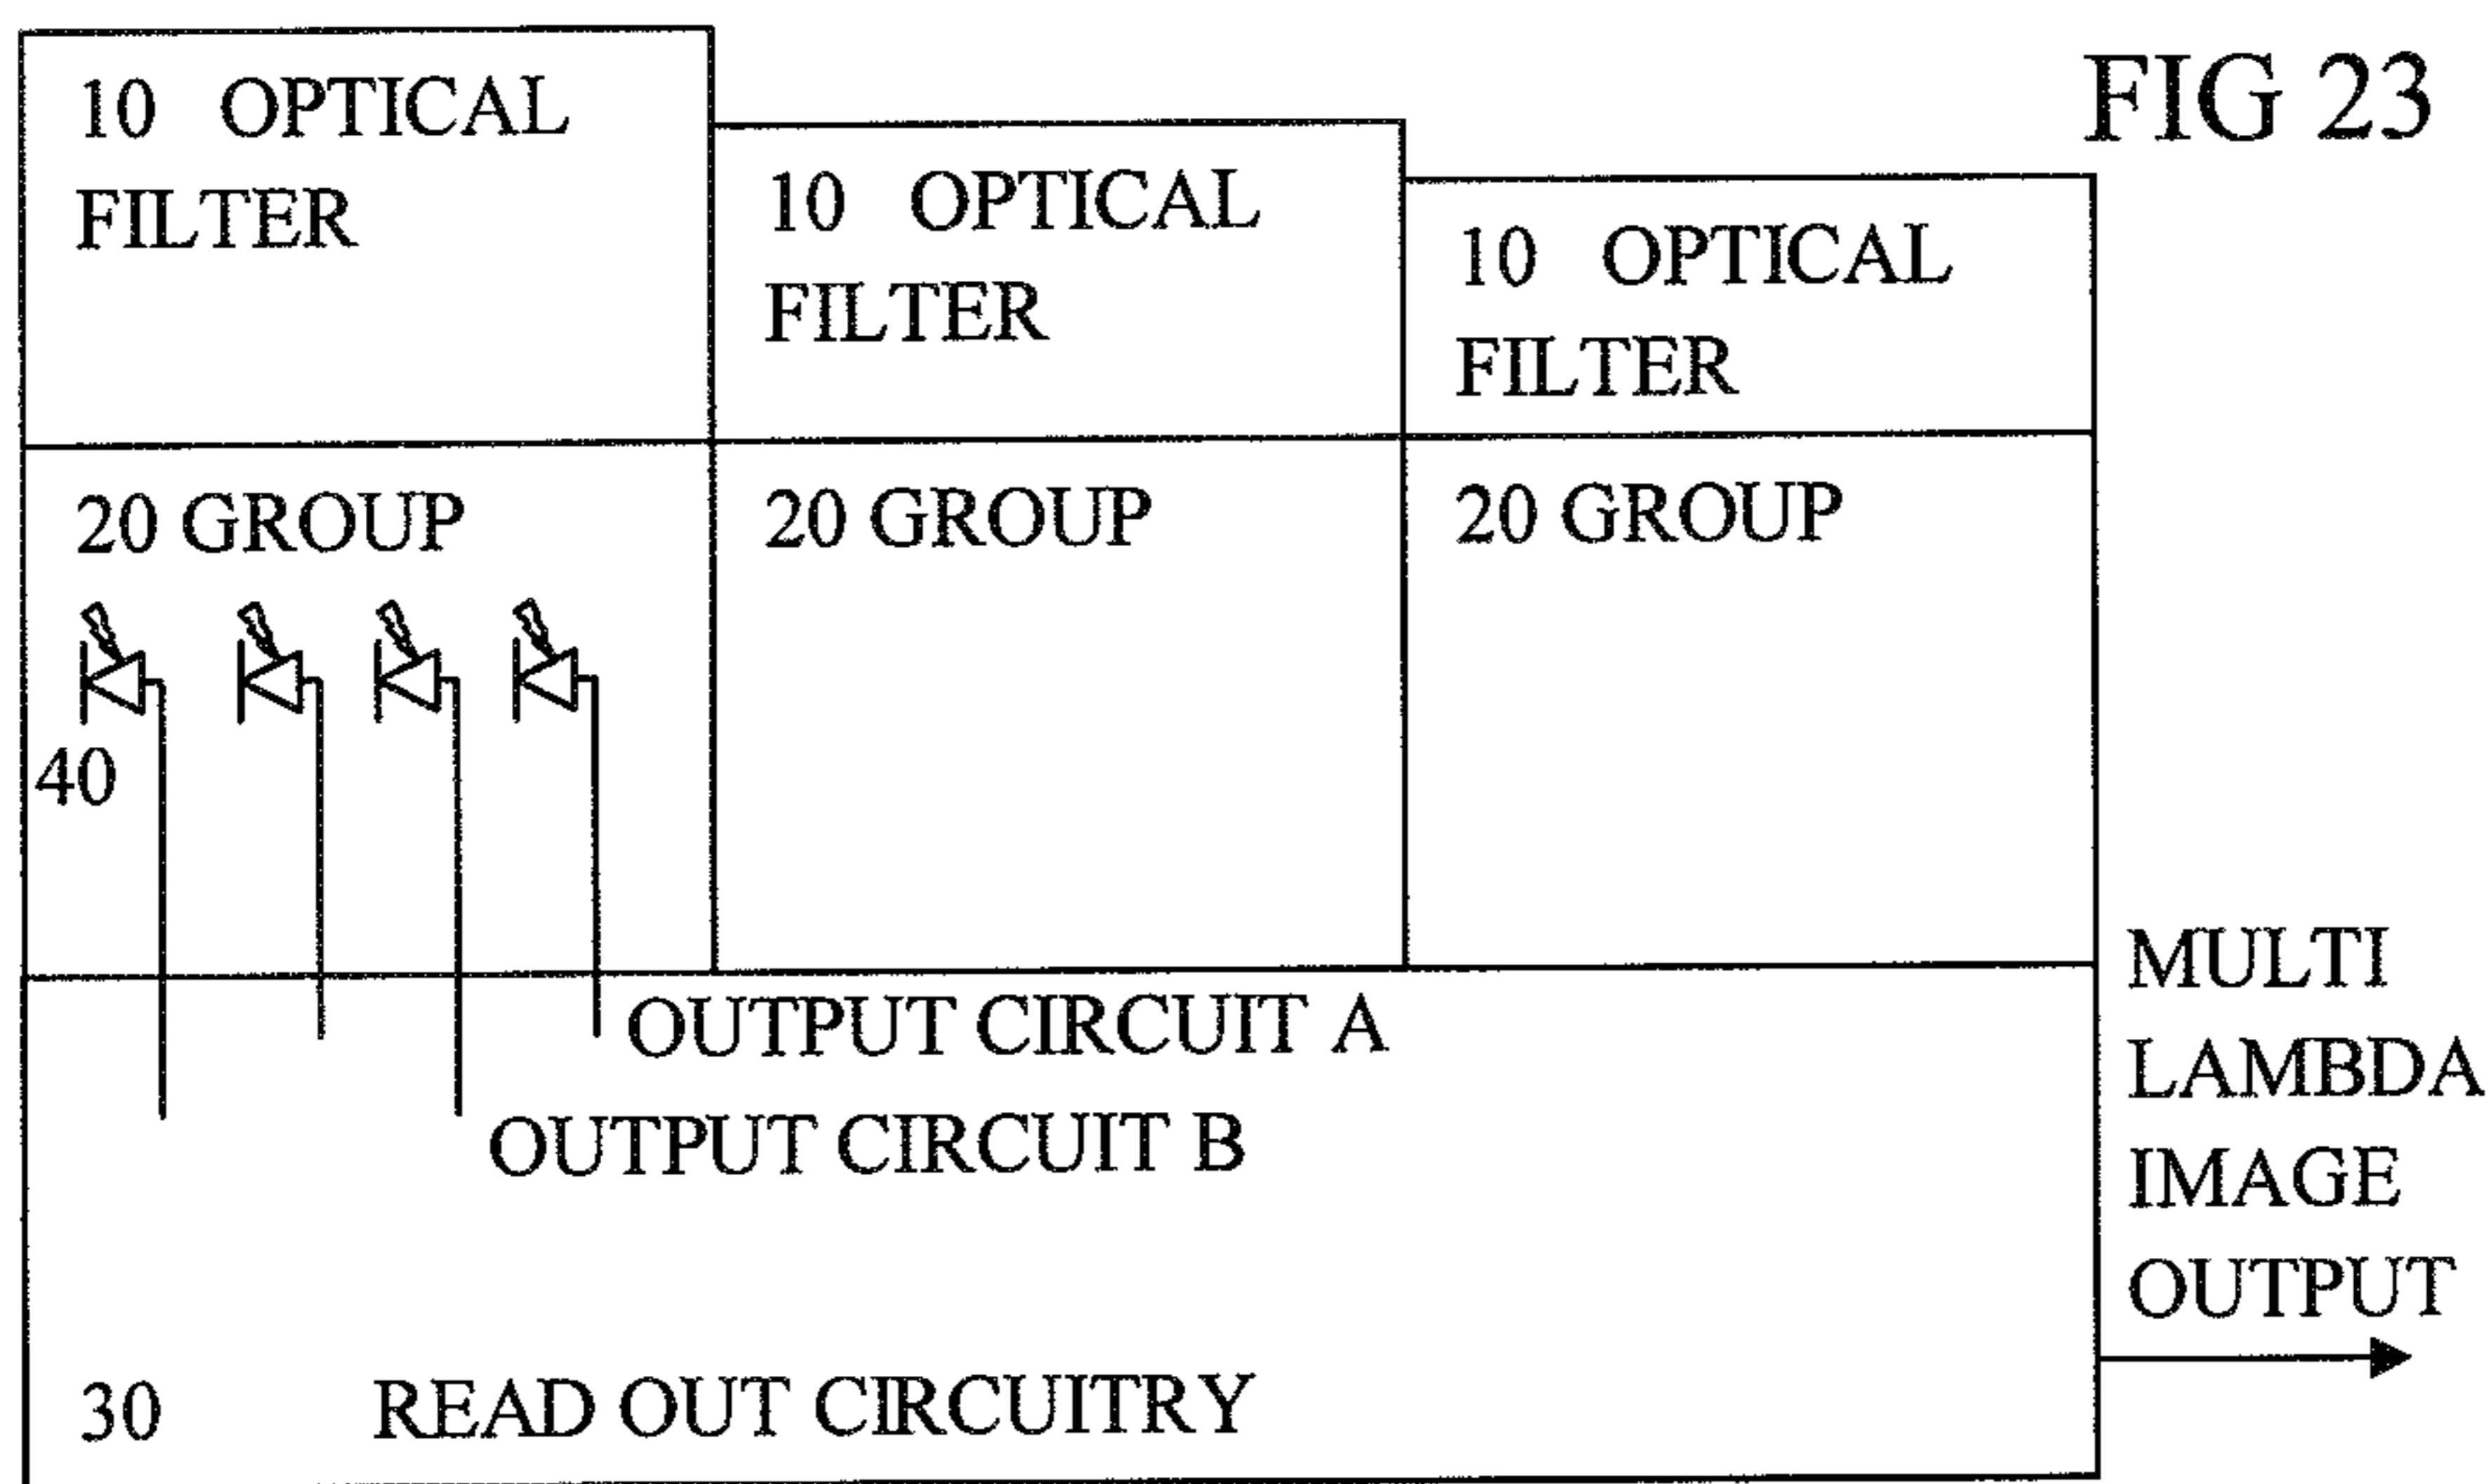 FIG 23
10 OPTICAL
FILTER
10 OPTICAL
FILTER
10 OPTICAL
FILTER
20 GROUP
20 GROUP
20 GROUP
40
OUTPUT CIRCUIT A
OUTPUT CIRCUIT B
MULTI
LAMBDA
IMAGE
OUTPUT
30 READ OUT CIRCUITRY